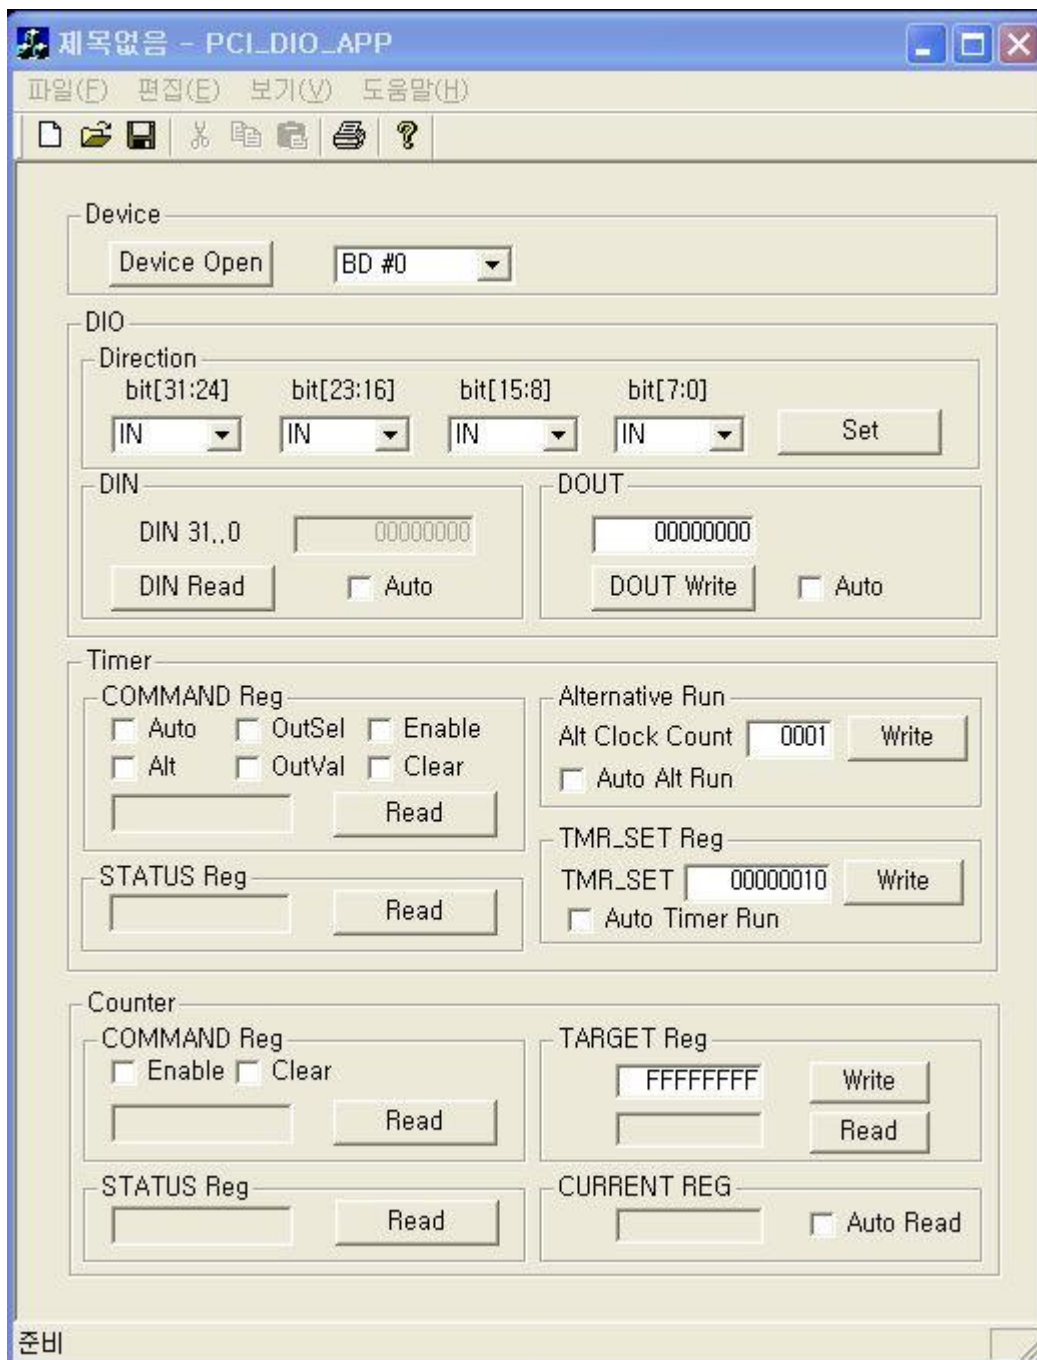 제목없음 - PCI_DIO_APP
파일(F) 편집(E) 보기(V) 도움말(H)
Device
Device Open BD #0
DIO
Direction
bit[31:24] bit[23:16] bit[15:8] bit[7:0]
IN IN IN IN Set
DIN
DIN 31,,0 00000000
DIN Read Auto
DOUT
00000000
DOUT Write Auto
Timer
COMMAND Reg
Auto OutSel Enable
Alt OutVal Clear
Read
STATUS Reg
Read
Alternative Run
Alt Clock Count 0001 Write
Auto Alt Run
TMR_SET Reg
TMR_SET 00000010 Write
Auto Timer Run
Counter
COMMAND Reg
Enable Clear
Read
STATUS Reg
Read
TARGET Reg
FFFFFFFF Write
Read
CURRENT REG
Auto Read
준비